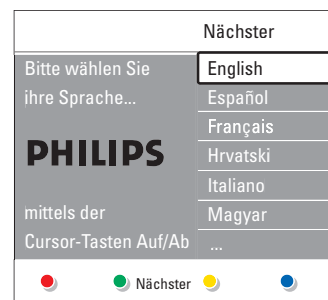 Nächster
Bitte wählen Sie
ihre Sprache...
PHILIPS
mittels der
Cursor-Tasten Auf/Ab
English
Español
Français
Hrvatski
Italiano
Magyar
...
Nächster